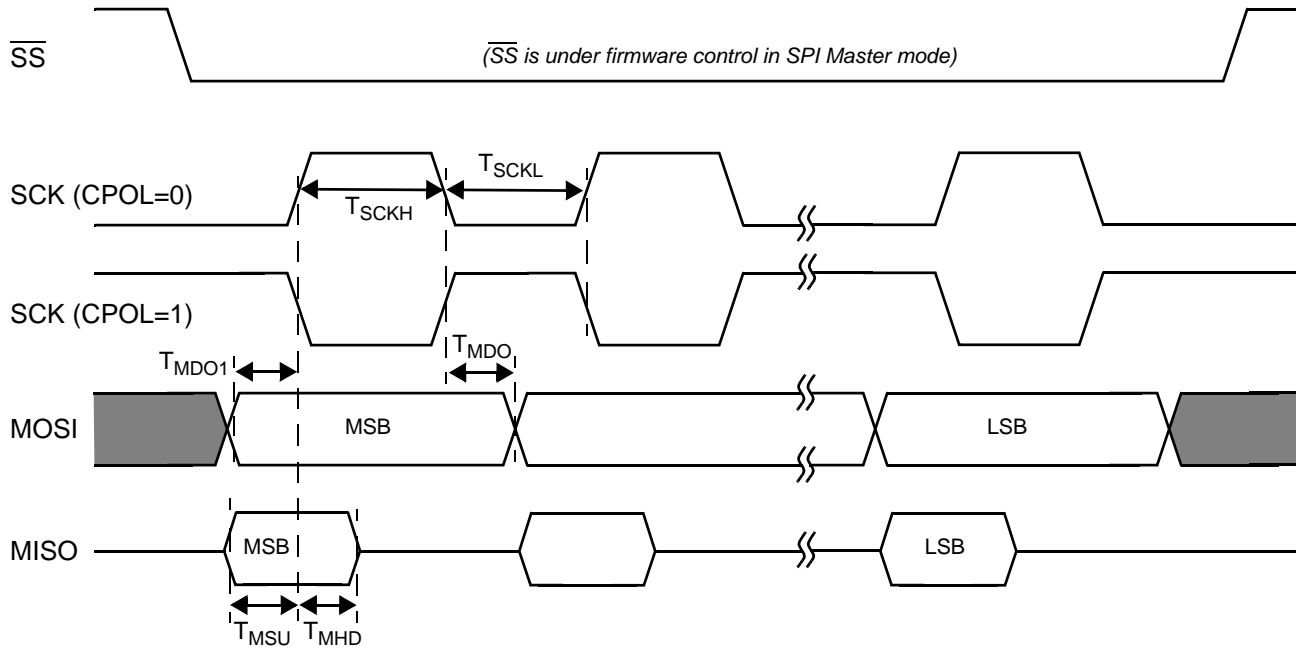 SS
(SS is under firmware control in SPI Master mode)
SCK (CPOL=0)
TSCKH
TSCKL
SCK (CPOL=1)
TMDO1
TMDO
MOSI
MSB
LSB
MISO
MSB
LSB
TMSU
TMHD